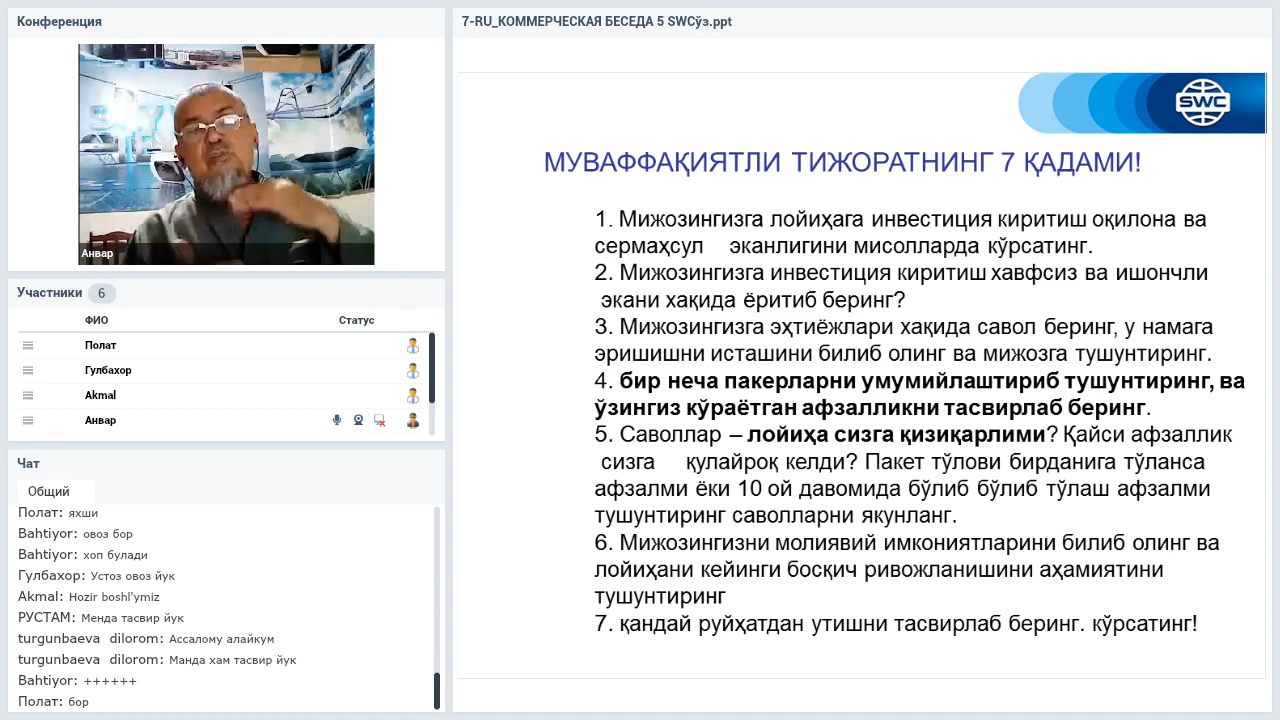 Конференция
Анвар
Участники 6
ФИО Статус
Полат
Гулбахор
Akmal
Анвар
Чат
Общий
Полат: яхши
Bahtiyor: овоз бор
Bahtiyor: хоп булади
Гулбахор: Устоз овоз йук
Akmal: Hozir boshl'ymiz
РУСТАМ: Менда тасвир йук
turgunbaeva dilorom: Ассалому алайкум
turgunbaeva dilorom: Манда хам тасвир йук
Bahtiyor: ++++++
Полат: бор
7-RU_КОММЕРЧЕСКАЯ БЕСЕДА 5 SWCўз.ppt
SWC
МУВАФФАҚИЯТЛИ ТИЖОРАТНИНГ 7 ҚАДАМИ!
1. Мижозингизга лойиҳага инвестиция киритиш оқилона ва
сермаҳсул эканлигини мисолларда кўрсатинг.
2. Мижозингизга инвестиция киритиш хавфсиз ва ишончли
экани хақида ёритиб беринг?
3. Мижозингизга эҳтиёжлари хақида савол беринг, у намага
эришишни исташини билиб олинг ва мижозга тушунтиринг.
4. бир неча пакерларни умумийлаштириб тушунтиринг, ва
ўзингиз кўраётган афзалликни тасвирлаб беринг.
5. Саволлар – лойиҳа сизга қизиқарлими? Қайси афзаллик
сизга қулайроқ келди? Пакет тўлови бирданига тўланса
афзалми ёки 10 ой давомида бўлиб бўлиб тўлаш афзалми
тушунтиринг саволларни якунланг.
6. Мижозингизни молиявий имкониятларини билиб олинг ва
лойиҳани кейинги босқич ривожланишини аҳамиятини
тушунтиринг
7. қандай руйҳатдан утишни тасвирлаб беринг. кўрсатинг!